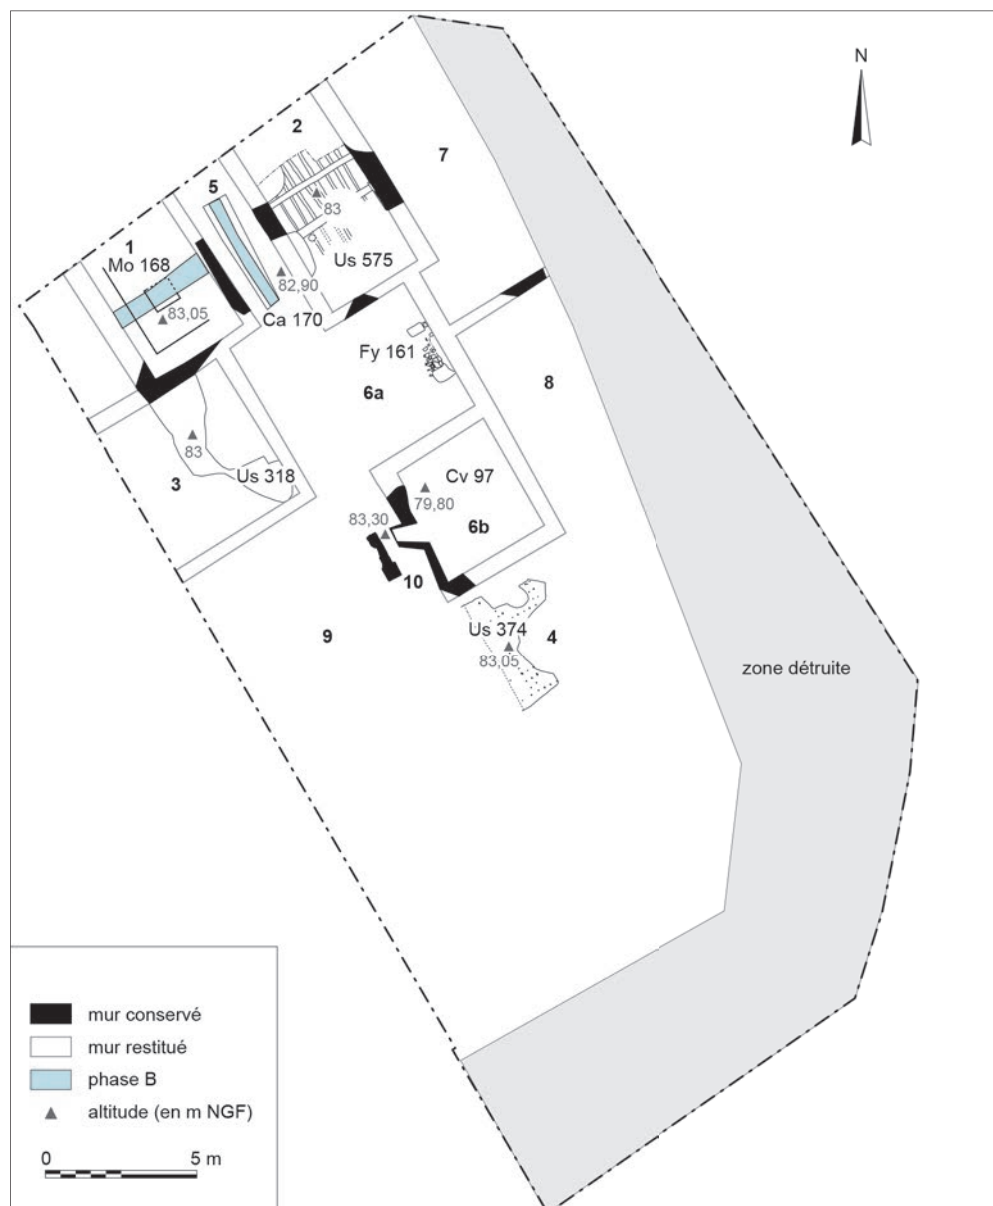 N
2
7
5
83
1
Mo 168
Us 575
82,90
83,05
Ca 170
Fy 161
8
6a
83
3
Us 318
Cv 97
79,80
83,30
6b
10
9
Us 374
4
83,05
zone détruite
mur conservé
mur restitué
phase B
altitude (en m NGF)
0 5 m